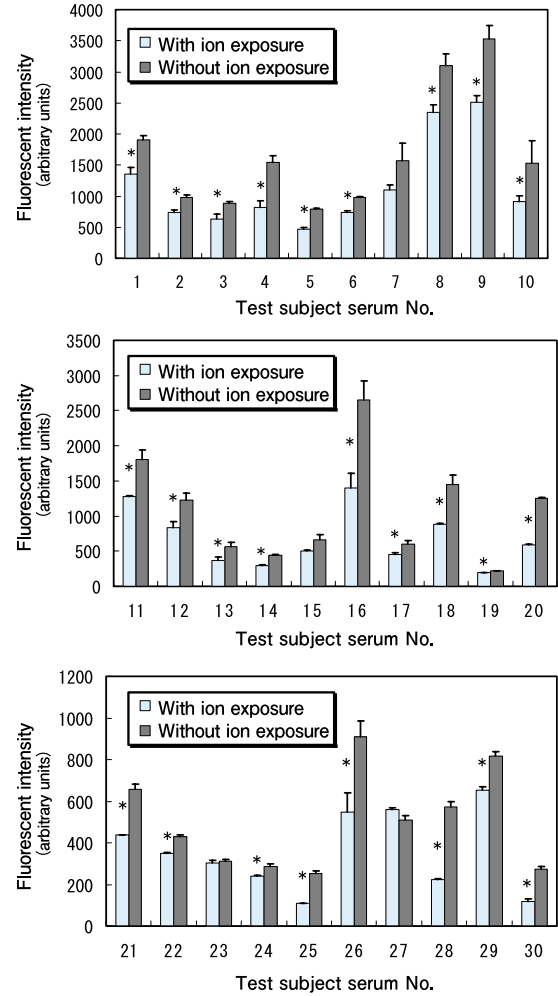 Fluorescent intensity
(arbitrary units)
4000
3500
3000
2500
2000
1500
1000
500
0
With ion exposure
Without ion exposure
* * * * * * * * *
1 2 3 4 5 6 7 8 9 10
Test subject serum No.
Fluorescent intensity
(arbitrary units)
3500
3000
2500
2000
1500
1000
500
0
With ion exposure
Without ion exposure
* * * * * * * * *
11 12 13 14 15 16 17 18 19 20
Test subject serum No.
Fluorescent intensity
(arbitrary units)
1200
1000
800
600
400
200
0
With ion exposure
Without ion exposure
* * * * * * * *
21 22 23 24 25 26 27 28 29 30
Test subject serum No.